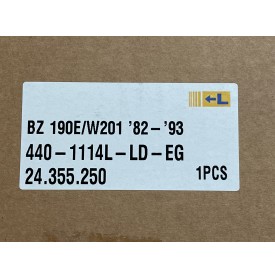 L
BZ 190E/W201 '82-'93
440-1114L-LD-EG
24.355.250 1PCS